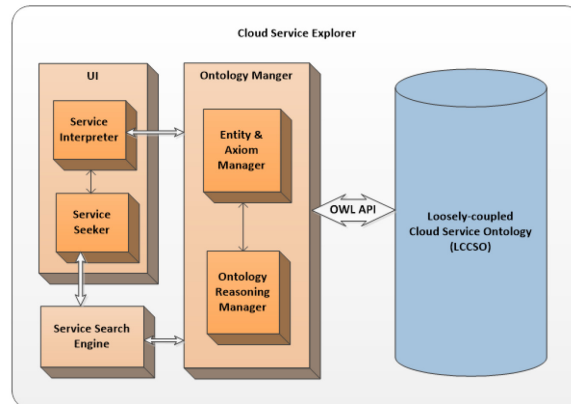 Cloud Service Explorer
UI
Service
Interpreter
Service
Seeker
Service Search
Engine
Ontology Manger
Entity &
Axiom
Manager
Ontology
Reasoning
Manager
OWL API
Loosely-coupled
Cloud Service Ontology
(LCCSO)